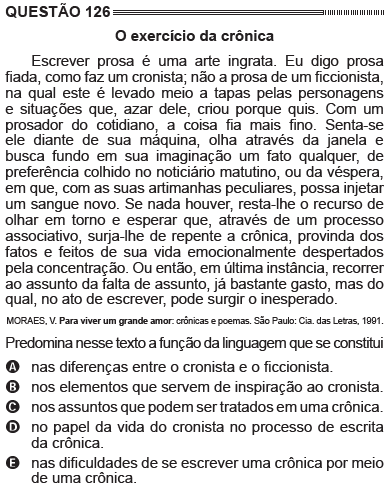 QUESTÃO 126
O exercício da crônica
Escrever prosa é uma arte ingrata. Eu digo prosa
fiada, como faz um cronista; não a prosa de um ficcionista,
na qual este é levado meio a tapas pelas personagens
e situações que, azar dele, criou porque quis. Com um
prosador do cotidiano, a coisa fia mais fino. Senta-se
ele diante de sua máquina, olha através da janela e
busca fundo em sua imaginação um fato qualquer, de
preferência colhido no noticiário matutino, ou da véspera,
em que, com as suas artimanhas peculiares, possa injetar
um sangue novo. Se nada houver, resta-lhe o recurso de
olhar em torno e esperar que, através de um processo
associativo, surja-lhe de repente a crônica, provinda dos
fatos e feitos de sua vida emocionalmente despertados
pela concentração. Ou então, em última instância, recorrer
ao assunto da falta de assunto, já bastante gasto, mas do
qual, no ato de escrever, pode surgir o inesperado.
MORAES, V. Para viver um grande amor: crônicas e poemas. São Paulo: Cia. das Letras, 1991.
Predomina nesse texto a função da linguagem que se constitui
A nas diferenças entre o cronista e o ficcionista.
B nos elementos que servem de inspiração ao cronista.
C nos assuntos que podem ser tratados em uma crônica.
D no papel da vida do cronista no processo de escrita
da crônica.
E nas dificuldades de se escrever uma crônica por meio
de uma crônica.